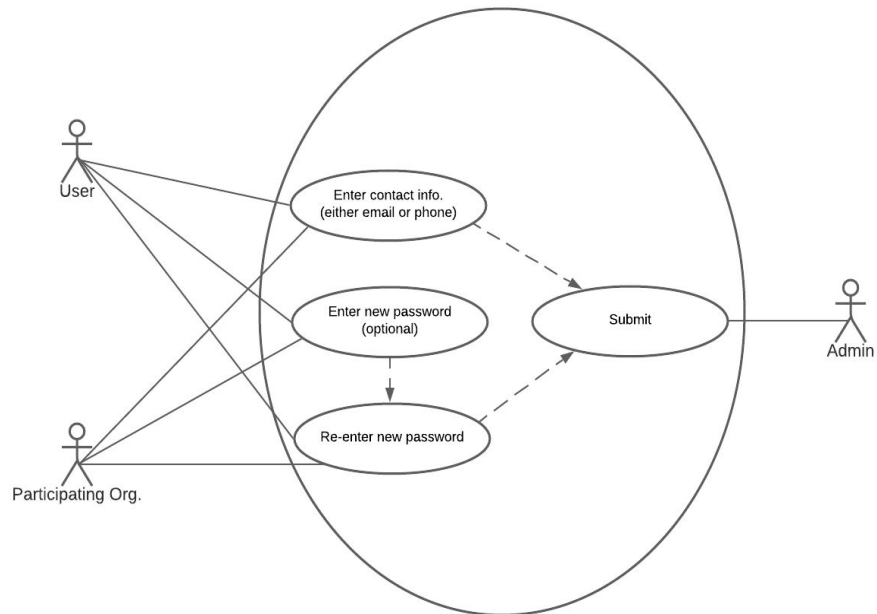 User
Enter contact info.
(either email or phone)
Enter new password
(optional)
Submit
Admin
Re-enter new password
Participating Org.